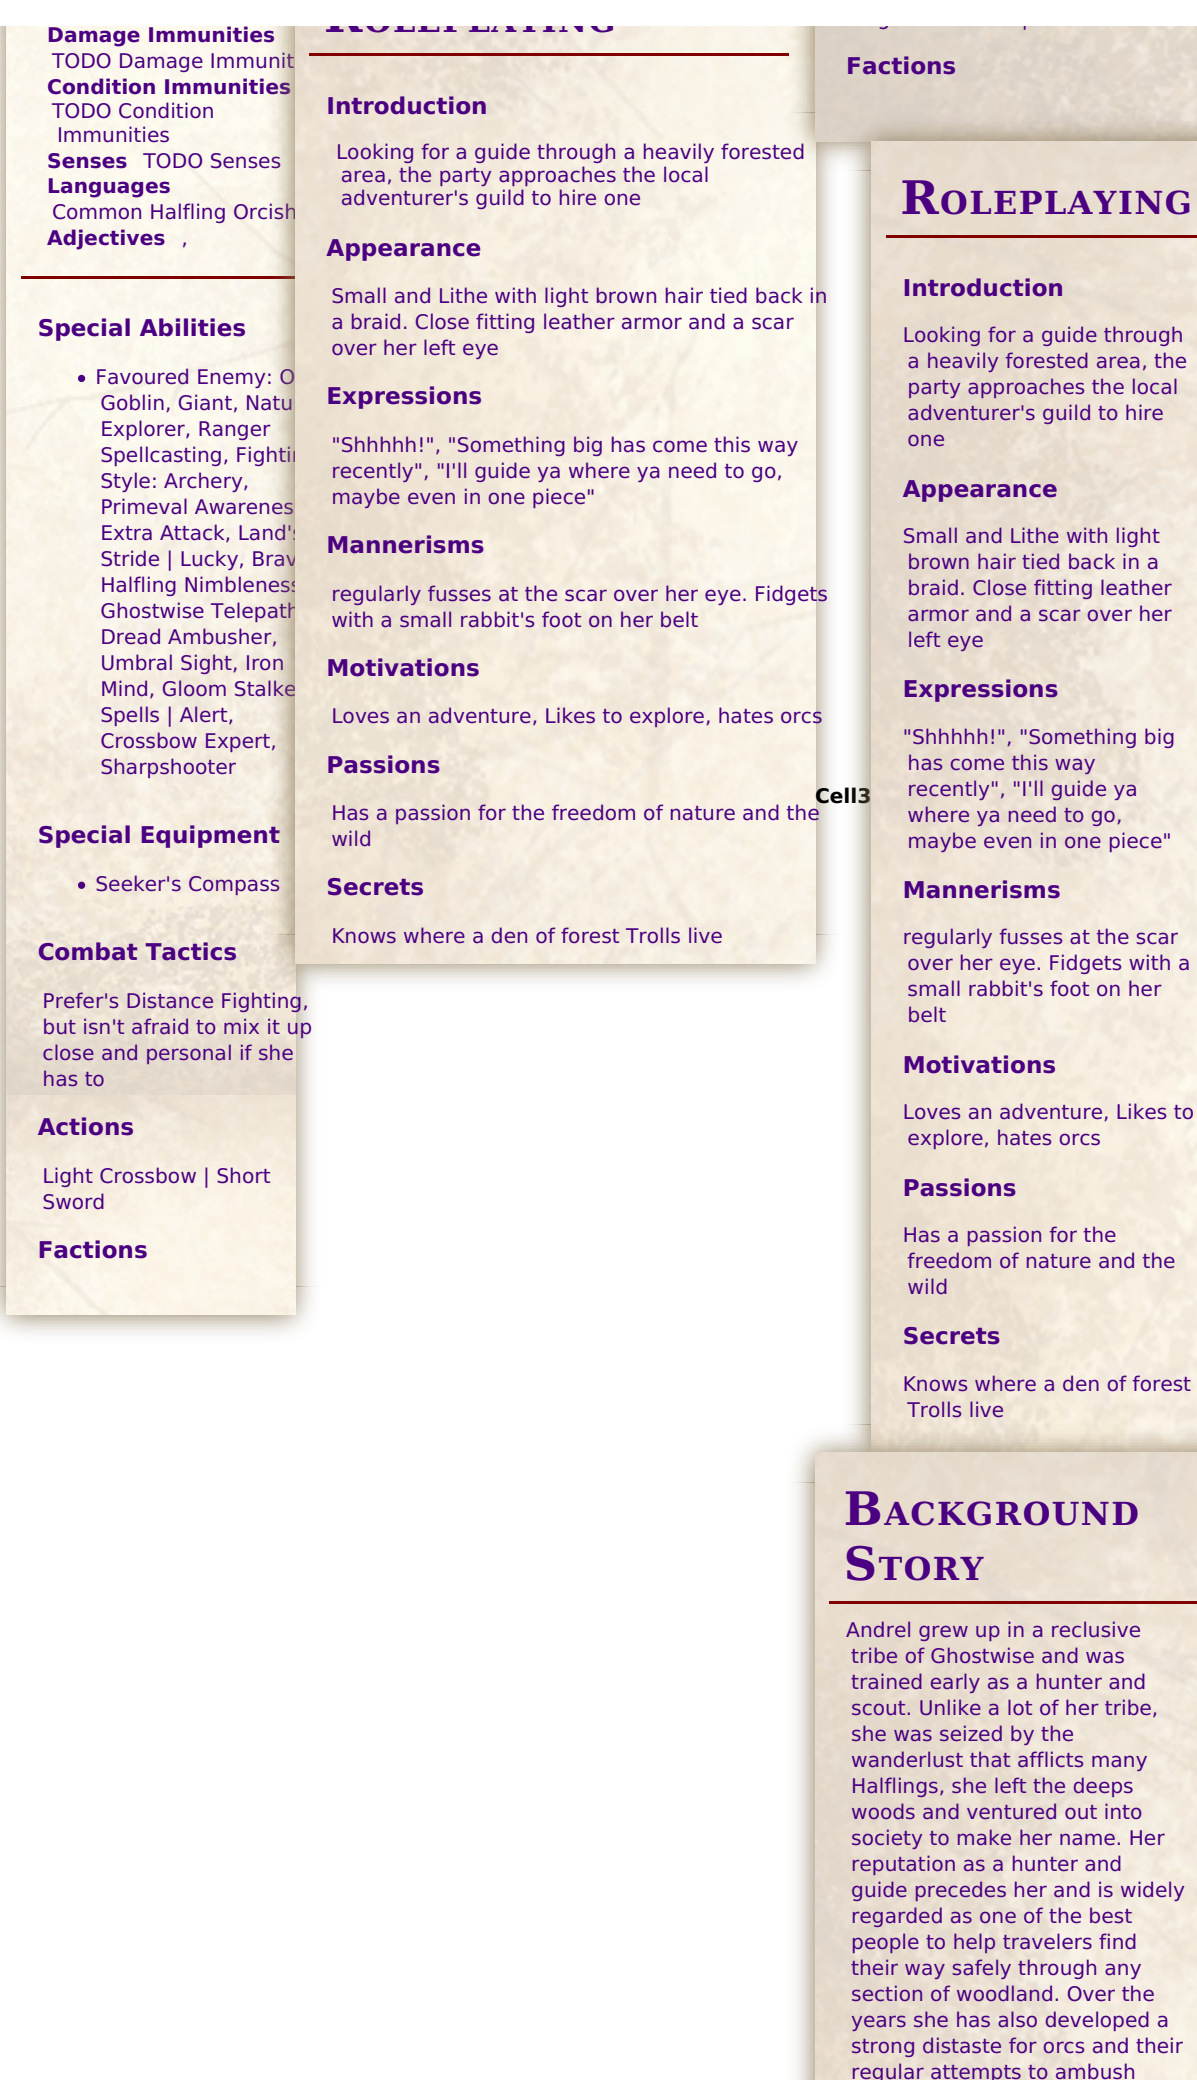 Damage Immunities
TODO Damage Immunit
Condition Immunities
TODO Condition
Immunities
Senses TODO Senses
Languages
Common Halfling Orcish
Adjectives ,
Special Abilities
• Favoured Enemy: O
Goblin, Giant, Natu
Explorer, Ranger
Spellcasting, Fighti
Style: Archery,
Primeval Awarenes
Extra Attack, Land's
Stride | Lucky, Brav
Halfling Nimbleness
Ghostwise Telepath
Dread Ambusher,
Umbral Sight, Iron
Mind, Gloom Stalke
Spells | Alert,
Crossbow Expert,
Sharpshooter
Special Equipment
• Seeker's Compass
Combat Tactics
Prefer's Distance Fighting,
but isn't afraid to mix it up
close and personal if she
has to
Actions
Light Crossbow | Short
Sword
Factions
Roleplaying
Introduction
Looking for a guide through a heavily forested
area, the party approaches the local
adventurer's guild to hire one
Appearance
Small and Lithe with light brown hair tied back in
a braid. Close fitting leather armor and a scar
over her left eye
Expressions
"Shhhhh!", "Something big has come this way
recently", "I'll guide ya where ya need to go,
maybe even in one piece"
Mannerisms
regularly fusses at the scar over her eye. Fidgets
with a small rabbit's foot on her belt
Motivations
Loves an adventure, Likes to explore, hates orcs
Passions
Has a passion for the freedom of nature and the
wild
Secrets
Knows where a den of forest Trolls live
Cell3
Factions
Roleplaying
Introduction
Looking for a guide through
a heavily forested area, the
party approaches the local
adventurer's guild to hire
one
Appearance
Small and Lithe with light
brown hair tied back in a
braid. Close fitting leather
armor and a scar over her
left eye
Expressions
"Shhhhh!", "Something big
has come this way
recently", "I'll guide ya
where ya need to go,
maybe even in one piece"
Mannerisms
regularly fusses at the scar
over her eye. Fidgets with a
small rabbit's foot on her
belt
Motivations
Loves an adventure, Likes to
explore, hates orcs
Passions
Has a passion for the
freedom of nature and the
wild
Secrets
Knows where a den of forest
Trolls live
Background
Story
Andrel grew up in a reclusive
tribe of Ghostwise and was
trained early as a hunter and
scout. Unlike a lot of her tribe,
she was seized by the
wanderlust that afflicts many
Halflings, she left the deeps
woods and ventured out into
society to make her name. Her
reputation as a hunter and
guide precedes her and is widely
regarded as one of the best
people to help travelers find
their way safely through any
section of woodland. Over the
years she has also developed a
strong distaste for orcs and their
regular attempts to ambush